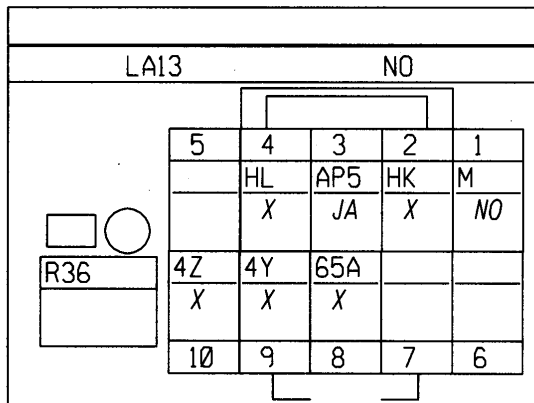 LA13 NO
5 4 3 2 1
HL AP5 HK M
X JA X NO
R36
4Z 4Y 65A
X X X
10 9 8 7 6